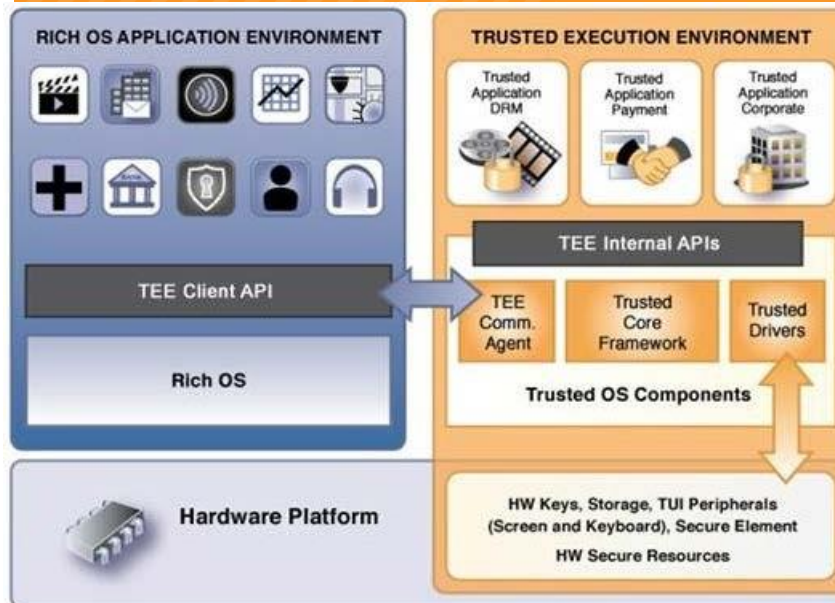 RICH OS APPLICATION ENVIRONMENT
BANK
TEE Client API
Rich OS
TRUSTED EXECUTION ENVIRONMENT
Trusted
Application
DRM
Trusted
Application
Payment
Trusted
Application
Corporate
TEE Internal APIs
TEE
Comm.
Agent
Trusted
Core
Framework
Trusted
Drivers
Trusted OS Components
Hardware Platform
HW Keys, Storage, TUI Peripherals
(Screen and Keyboard), Secure Element
HW Secure Resources